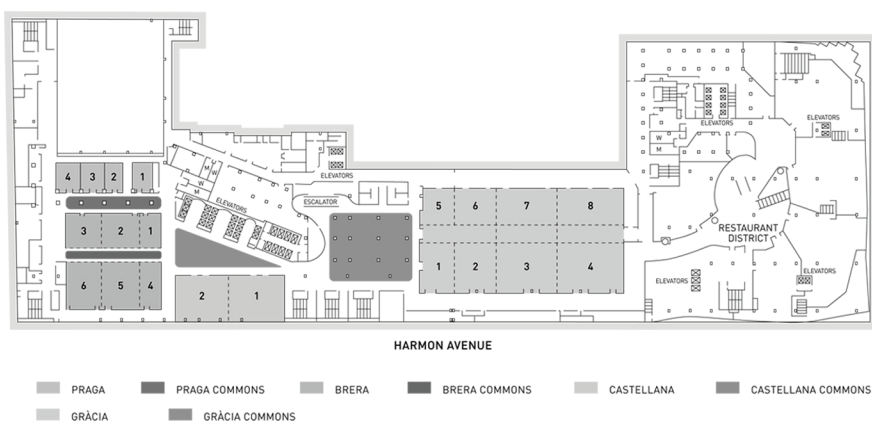 ELEVATORS
ELEVATORS
W
M
ELEVATORS
4 3 2 1
M
W
W
M
ELEVATORS
ESCALATOR
5 6 7 8
3 2 1
RESTAURANT
DISTRICT
1 2 3 4
6 5 4
ELEVATORS
ELEVATORS
2 1
HARMON AVENUE
PRAGA PRAGA COMMONS BRERA BRERA COMMONS CASTELLANA CASTELLANA COMMONS
GRÀCIA GRÀCIA COMMONS